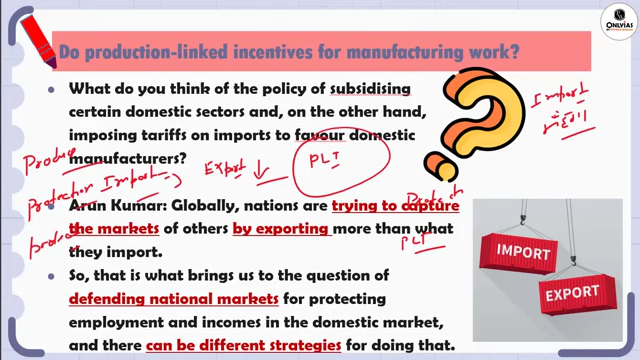 ONLYIAS
Do production-linked incentives for manufacturing work?
What do you think of the policy of subsidising
certain domestic sectors and, on the other hand,
imposing tariffs on imports to favour domestic
manufacturers?
Import
Produce
Protection Import
Export ↓
PLI
Arun Kumar: Globally, nations are trying to capture
the markets of others by exporting more than what
they import.
PLI
So, that is what brings us to the question of
defending national markets for protecting
employment and incomes in the domestic market,
and there can be different strategies for doing that.
IMPORT
EXPORT